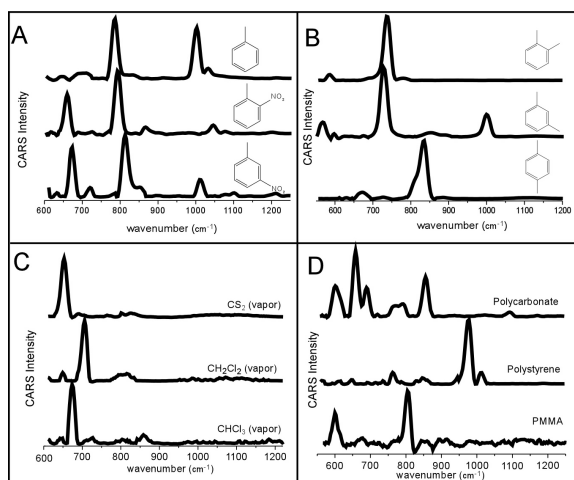 A
CARS Intensity
NO₂
NO₂
600 700 800 900 1000 1100 1200
wavenumber (cm⁻¹)
B
CARS Intensity
600 700 800 900 1000 1100 1200
wavenumber (cm⁻¹)
C
CARS Intensity
CS₂ (vapor)
CH₂Cl₂ (vapor)
CHCl₃ (vapor)
600 700 800 900 1000 1100 1200
wavenumber (cm⁻¹)
D
CARS Intensity
Polycarbonate
Polystyrene
PMMA
600 700 800 900 1000 1100 1200
wavenumber (cm⁻¹)